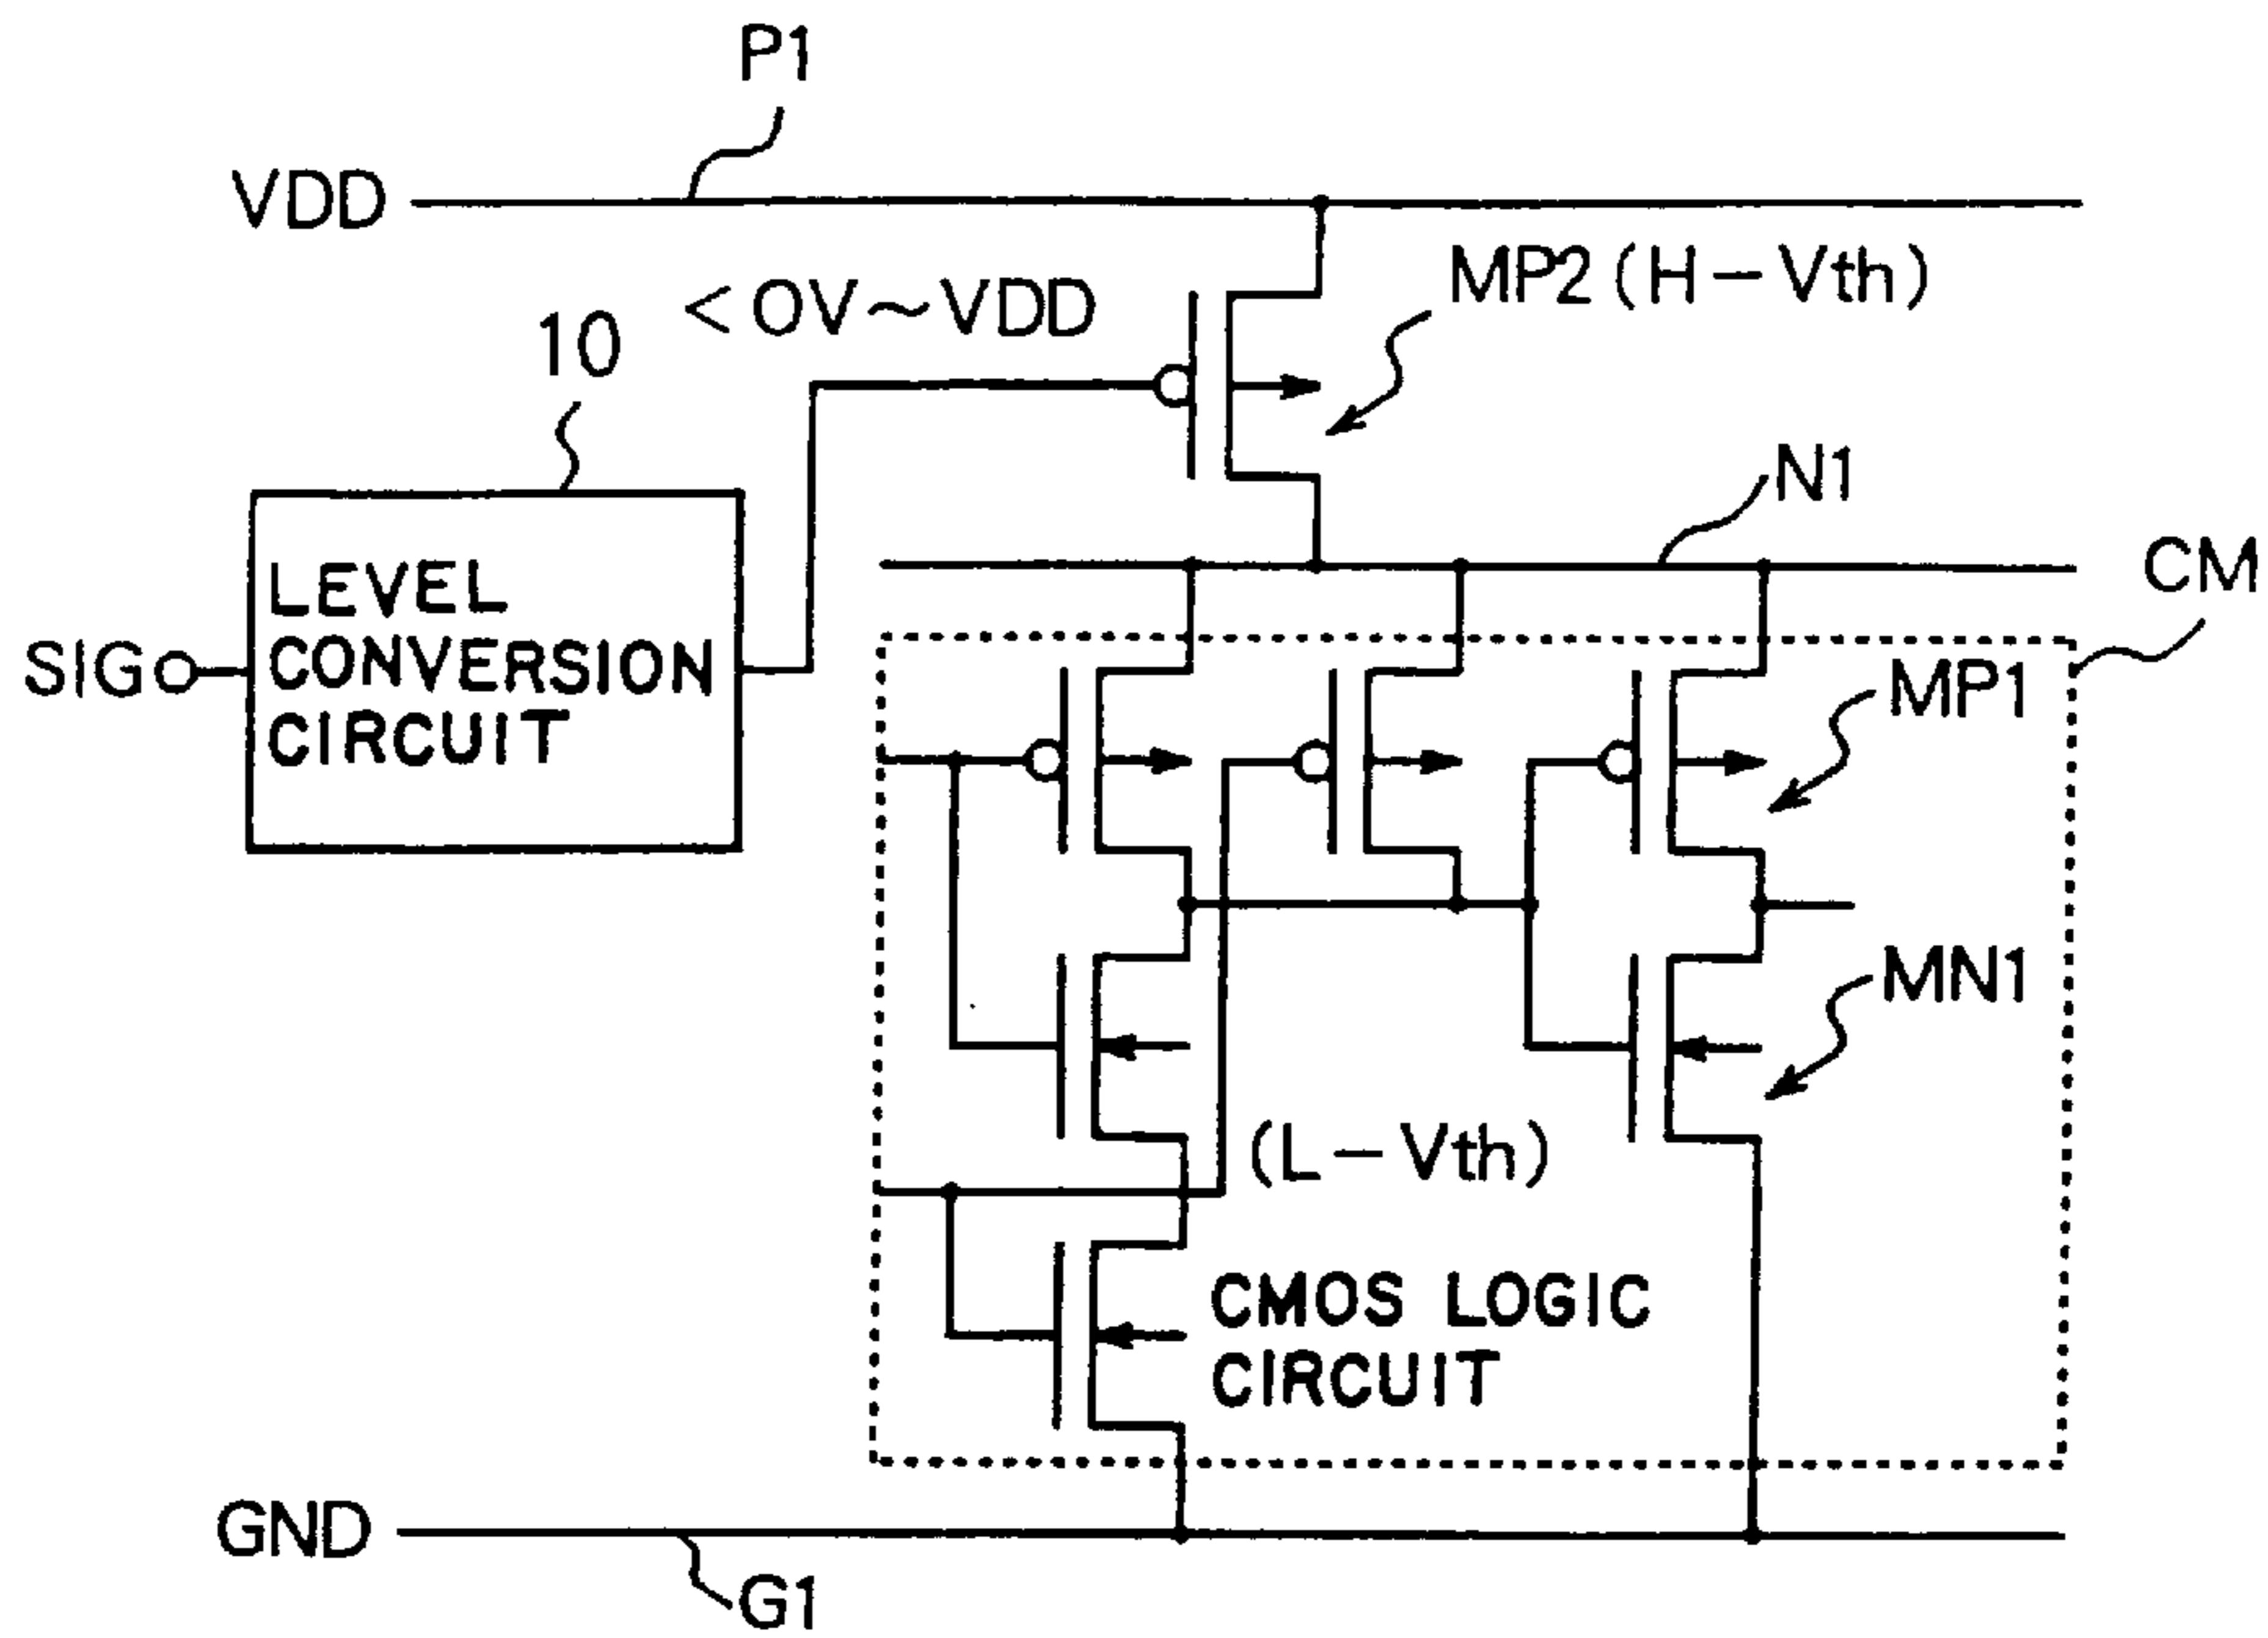 P1
VDD
MP2(H-Vth)
<0V~VDD
10
N1
CM
LEVEL
CONVERSION
CIRCUIT
SIG
MP1
MN1
(L-Vth)
CMOS LOGIC
CIRCUIT
GND
G1